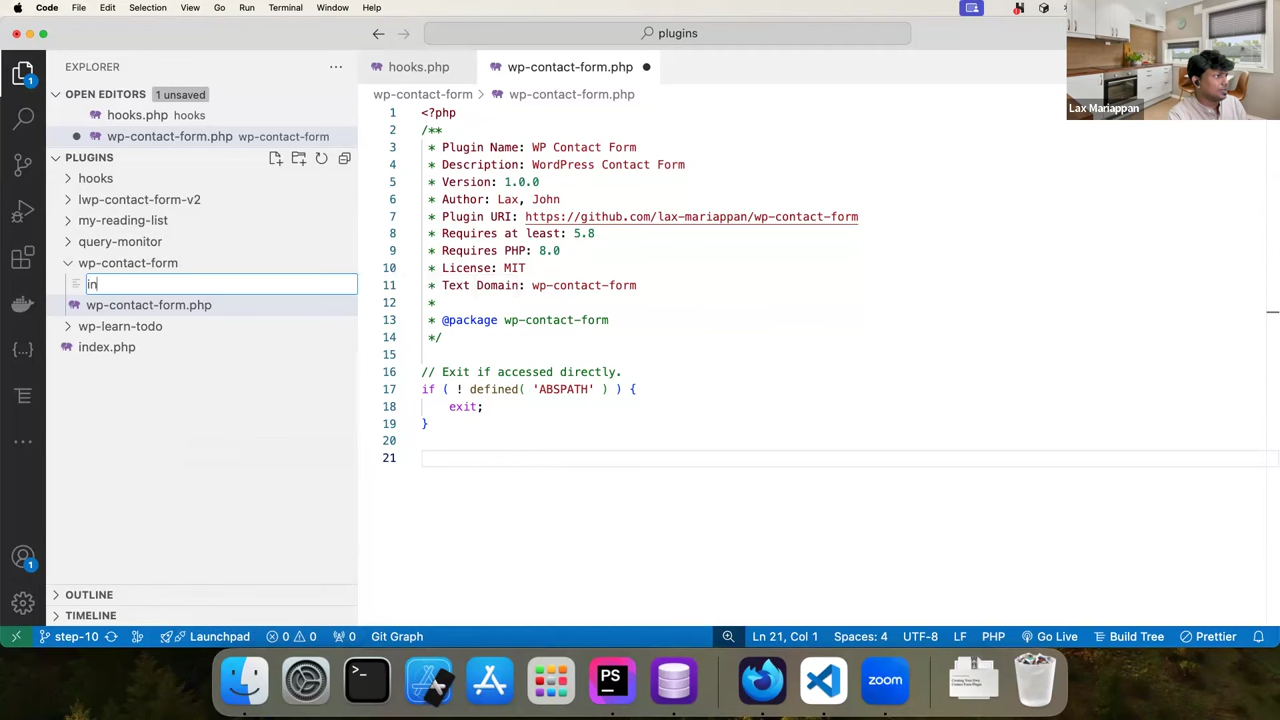 Code File Edit Selection View Go Run Terminal Window Help
plugins
EXPLORER
OPEN EDITORS 1 unsaved
hooks.php hooks
wp-contact-form.php wp-contact-form
PLUGINS
hooks
lwp-contact-form-v2
my-reading-list
query-monitor
wp-contact-form
in
wp-contact-form.php
wp-learn-todo
index.php
OUTLINE
TIMELINE
1
1
hooks.php wp-contact-form.php
wp-contact-form > wp-contact-form.php
1 <?php
2 /**
3 * Plugin Name: WP Contact Form
4 * Description: WordPress Contact Form
5 * Version: 1.0.0
6 * Author: Lax, John
7 * Plugin URI: https://github.com/lax-mariappan/wp-contact-form
8 * Requires at least: 5.8
9 * Requires PHP: 8.0
10 * License: MIT
11 * Text Domain: wp-contact-form
12 *
13 * @package wp-contact-form
14 */
15
16 // Exit if accessed directly.
17 if ( ! defined( 'ABSPATH' ) ) {
18 exit;
19 }
20
21
Lax Mariappan
step-10 Launchpad 0 0 0 Git Graph Ln 21, Col 1 Spaces: 4 UTF-8 LF PHP Go Live Build Tree Prettier
PS
zoom